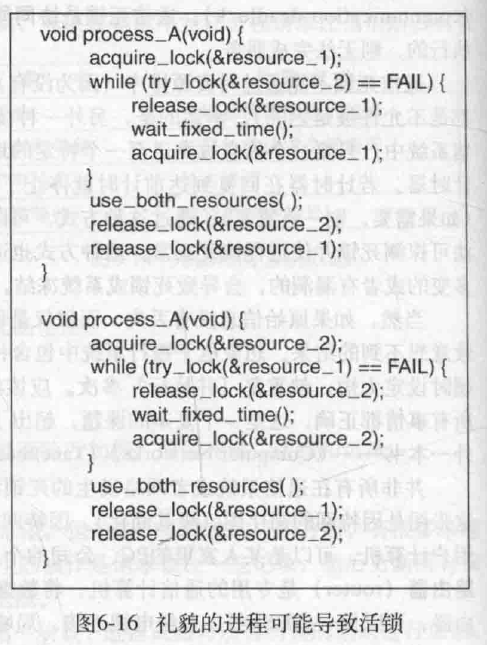 void process_A(void) {
acquire_lock(&resource_1);
while (try_lock(&resource_2) == FAIL) {
release_lock(&resource_1);
wait_fixed_time();
acquire_lock(&resource_1);
}
use_both_resources( );
release_lock(&resource_2);
release_lock(&resource_1);
}
void process_A(void) {
acquire_lock(&resource_2);
while (try_lock(&resource_1) == FAIL) {
release_lock(&resource_2);
wait_fixed_time();
acquire_lock(&resource_2);
}
use_both_resources( );
release_lock(&resource_1);
release_lock(&resource_2);
}
图6-16 礼貌的进程可能导致活锁